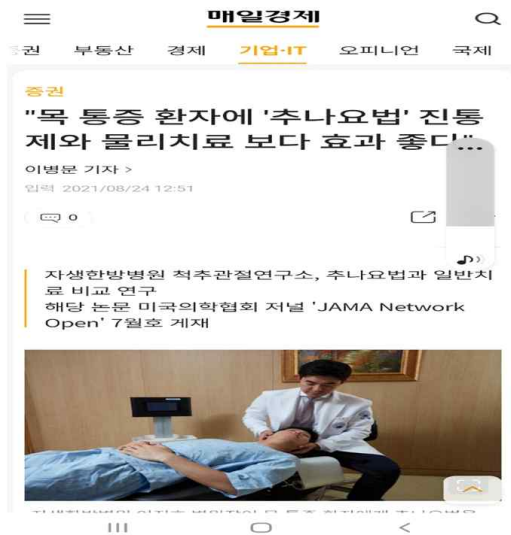 매일경제
증권 부동산 경제 기업·IT 오피니언 국제
증권
"목 통증 환자에 '추나요법' 진통
제와 물리치료 보다 효과 좋다"
이병문 기자 >
입력 2021/08/24 12:51
0
자생한방병원 척추관절연구소, 추나요법과 일반치
료 비교 연구
해당 논문 미국의학협회 저널 'JAMA Network
Open' 7월호 게재